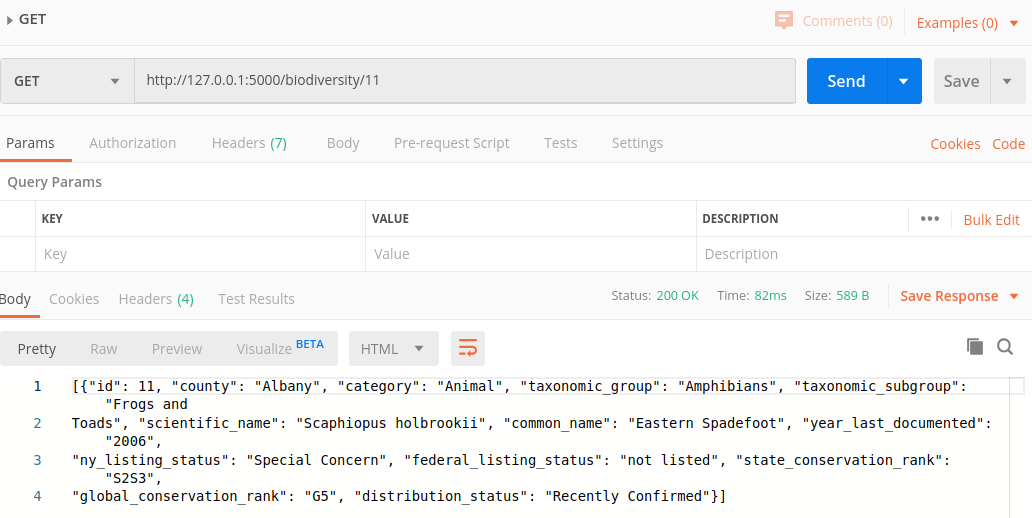 GET
Comments (0)
Examples (0)
GET
http://127.0.0.1:5000/biodiversity/11
Send
Save
Params
Authorization
Headers (7)
Body
Pre-request Script
Tests
Settings
Cookies
Code
Query Params
KEY
VALUE
DESCRIPTION
•••
Bulk Edit
Key
Value
Description
Body
Cookies
Headers (4)
Test Results
Status: 200 OK
Time: 82ms
Size: 589 B
Save Response
Pretty
Raw
Preview
Visualize BETA
HTML
1 [{"id": 11, "county": "Albany", "category": "Animal", "taxonomic_group": "Amphibians", "taxonomic_subgroup":
"Frogs and
2 Toads", "scientific_name": "Scaphiopus holbrookii", "common_name": "Eastern Spadefoot", "year_last_documented":
"2006",
3 "ny_listing_status": "Special Concern", "federal_listing_status": "not listed", "state_conservation_rank":
"S2S3",
4 "global_conservation_rank": "G5", "distribution_status": "Recently Confirmed"}]